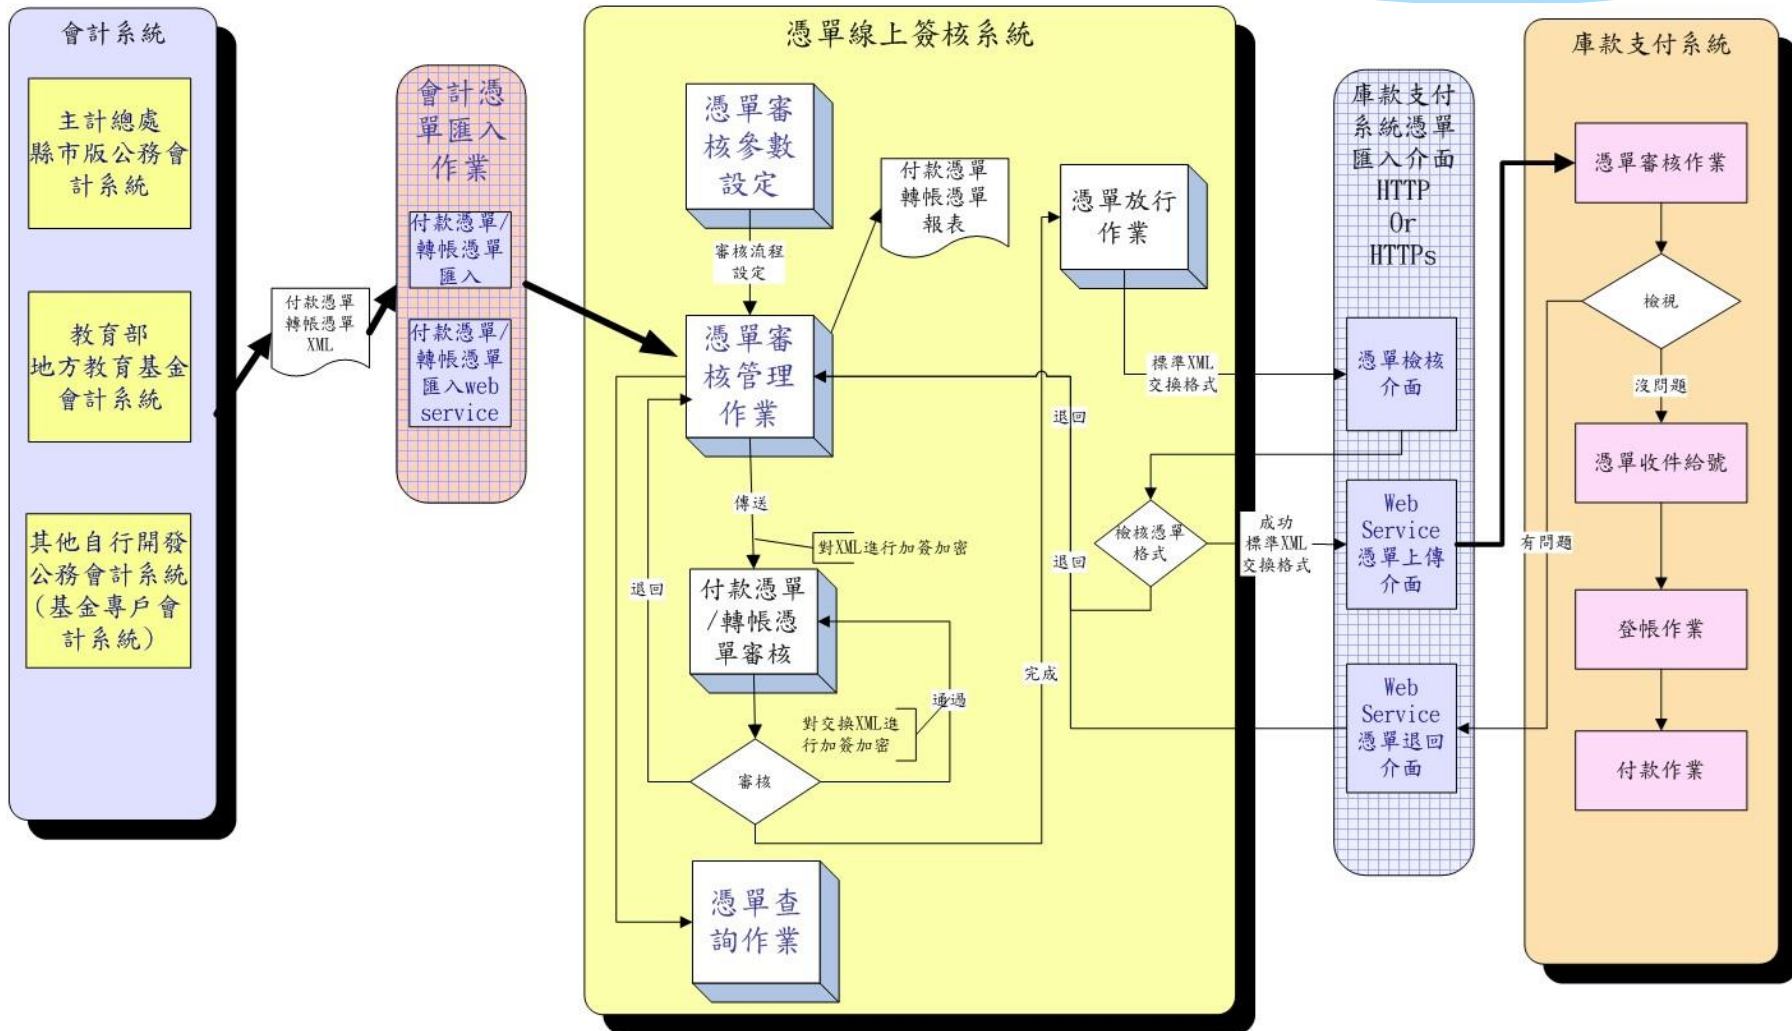 會計系統
主計總處
縣市版公務會
計系統
教育部
地方教育基金
會計系統
其他自行開發
公務會計系統
(基金專戶會
計系統)
付款憑單
轉帳憑單
XML
會計憑
單匯入
作業
付款憑單/
轉帳憑單
匯入
付款憑單/
轉帳憑單
匯入web
service
憑單線上簽核系統
憑單審
核參數
設定
審核流程
設定
付款憑單
轉帳憑單
報表
憑單放行
作業
憑單審
核管理
作業
標準XML
交換格式
退回
傳送
對XML進行加簽加密
檢核憑單
格式
成功
標準XML
交換格式
退回
退回
付款憑單
/轉帳憑
單審核
完成
通過
對交換XML進
行加簽加密
審核
憑單查
詢作業
庫款支付
系統憑單
匯入介面
HTTP
Or
HTTPs
憑單檢核
介面
Web
Service
憑單上傳
介面
Web
Service
憑單退回
介面
庫款支付系統
憑單審核作業
檢視
沒問題
憑單收件給號
有問題
登帳作業
付款作業